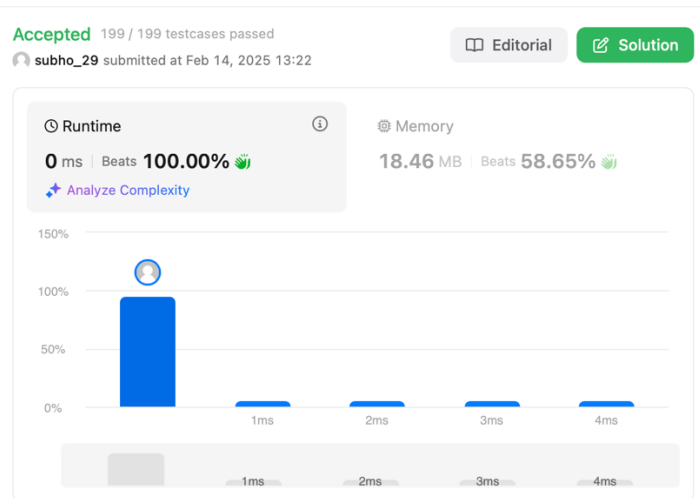 Accepted 199 / 199 testcases passed
Editorial
Solution
subho_29 submitted at Feb 14, 2025 13:22
Runtime
0 ms Beats 100.00%
Analyze Complexity
Memory
18.46 MB Beats 58.65%
150%
100%
50%
0%
1ms 2ms 3ms 4ms
1ms 2ms 3ms 4ms